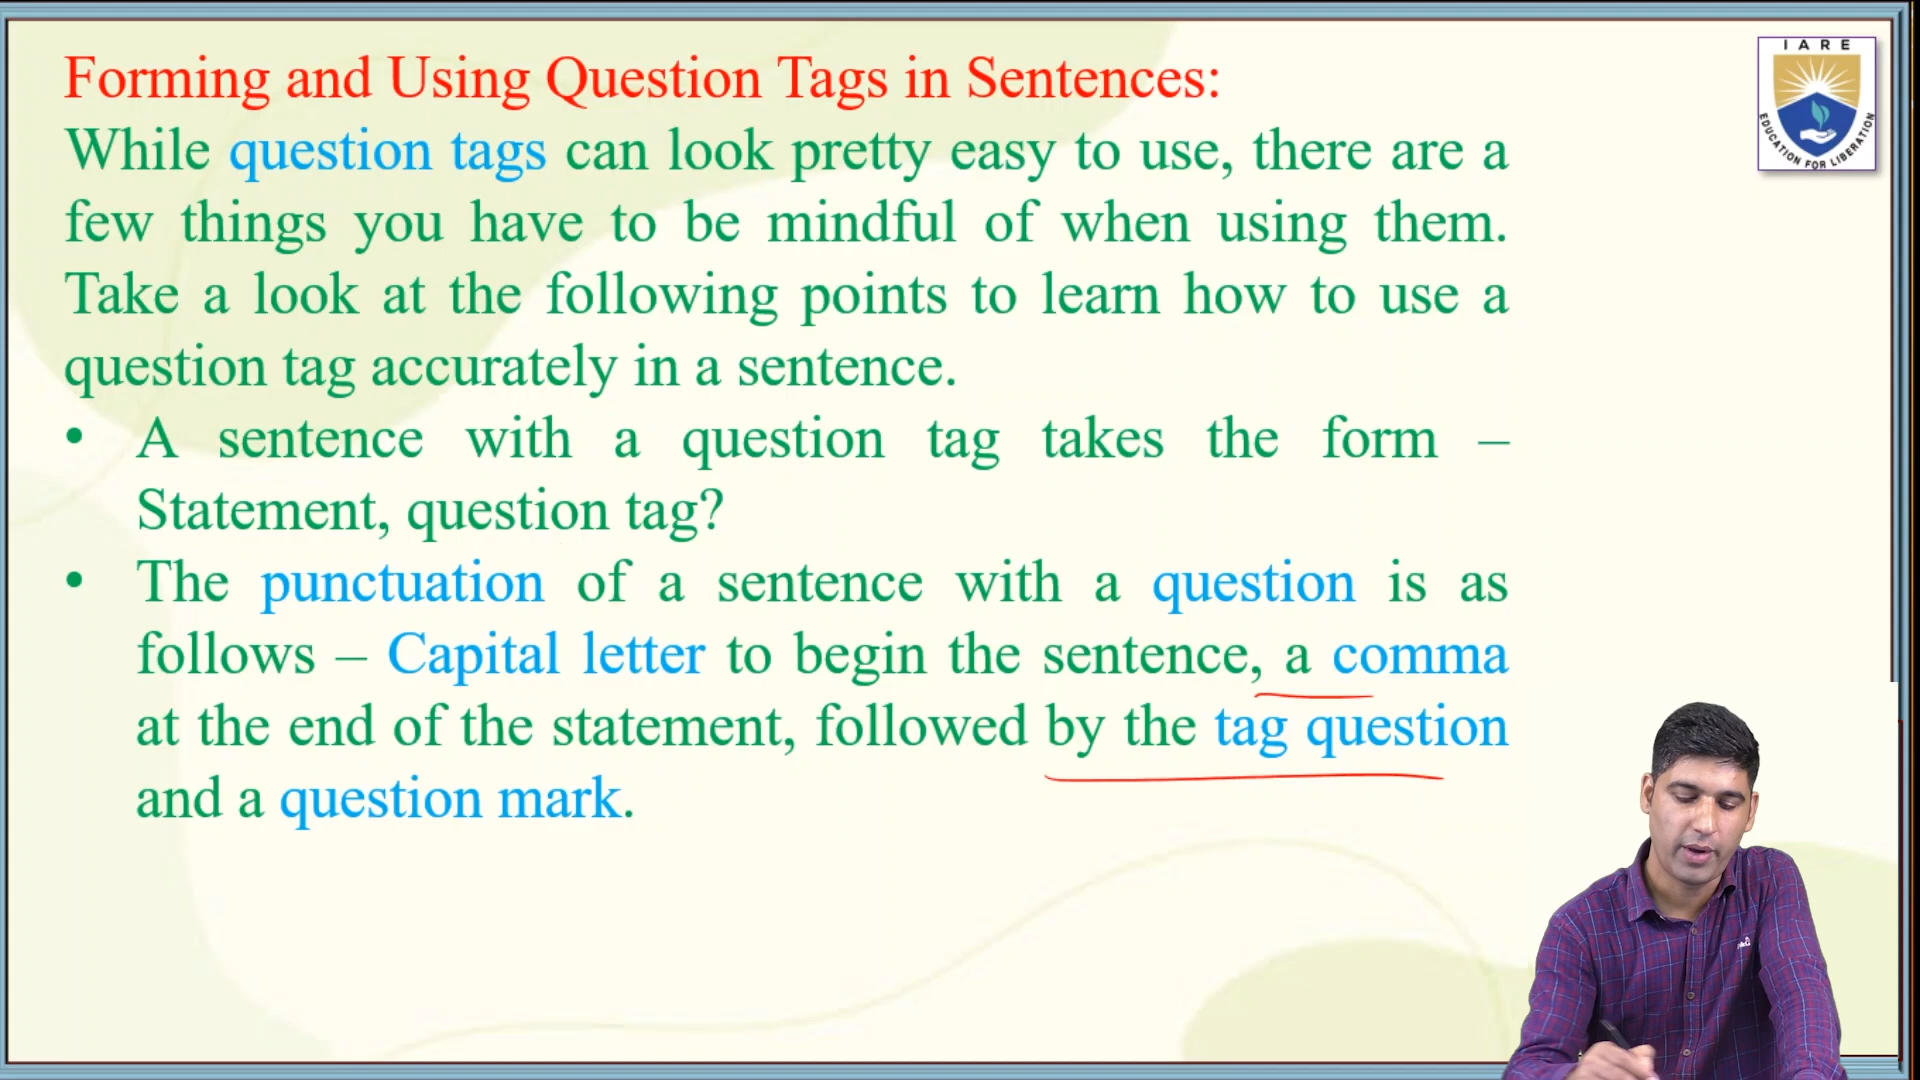 Forming and Using Question Tags in Sentences:
While question tags can look pretty easy to use, there are a
few things you have to be mindful of when using them.
Take a look at the following points to learn how to use a
question tag accurately in a sentence.
• A sentence with a question tag takes the form –
Statement, question tag?
• The punctuation of a sentence with a question is as
follows – Capital letter to begin the sentence, a comma
at the end of the statement, followed by the tag question
and a question mark.
IARE
EDUCATION FOR LIBERATION